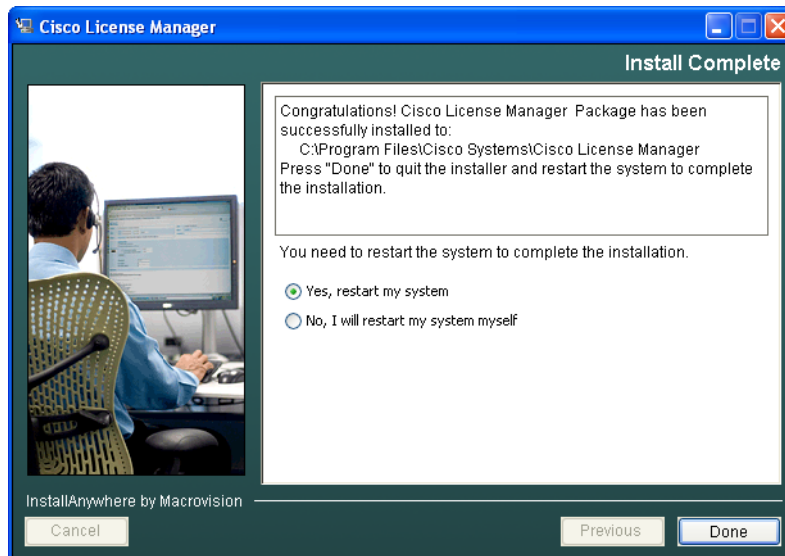 Cisco License Manager
Install Complete
Congratulations! Cisco License Manager Package has been
successfully installed to:
C:\Program Files\Cisco Systems\Cisco License Manager
Press "Done" to quit the installer and restart the system to complete
the installation.
You need to restart the system to complete the installation.
Yes, restart my system
No, I will restart my system myself
InstallAnywhere by Macrovision
Cancel
Previous
Done